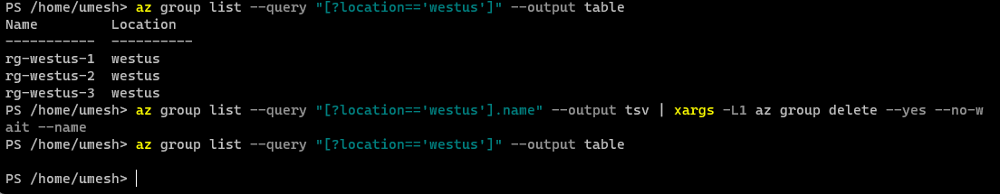 PS /home/umesh> az group list --query "[?location=='westus']" --output table
Name         Location
-----------  ----------
rg-westus-1  westus
rg-westus-2  westus
rg-westus-3  westus
PS /home/umesh> az group list --query "[?location=='westus'].name" --output tsv | xargs -L1 az group delete --yes --no-w
ait --name
PS /home/umesh> az group list --query "[?location=='westus']" --output table
PS /home/umesh>